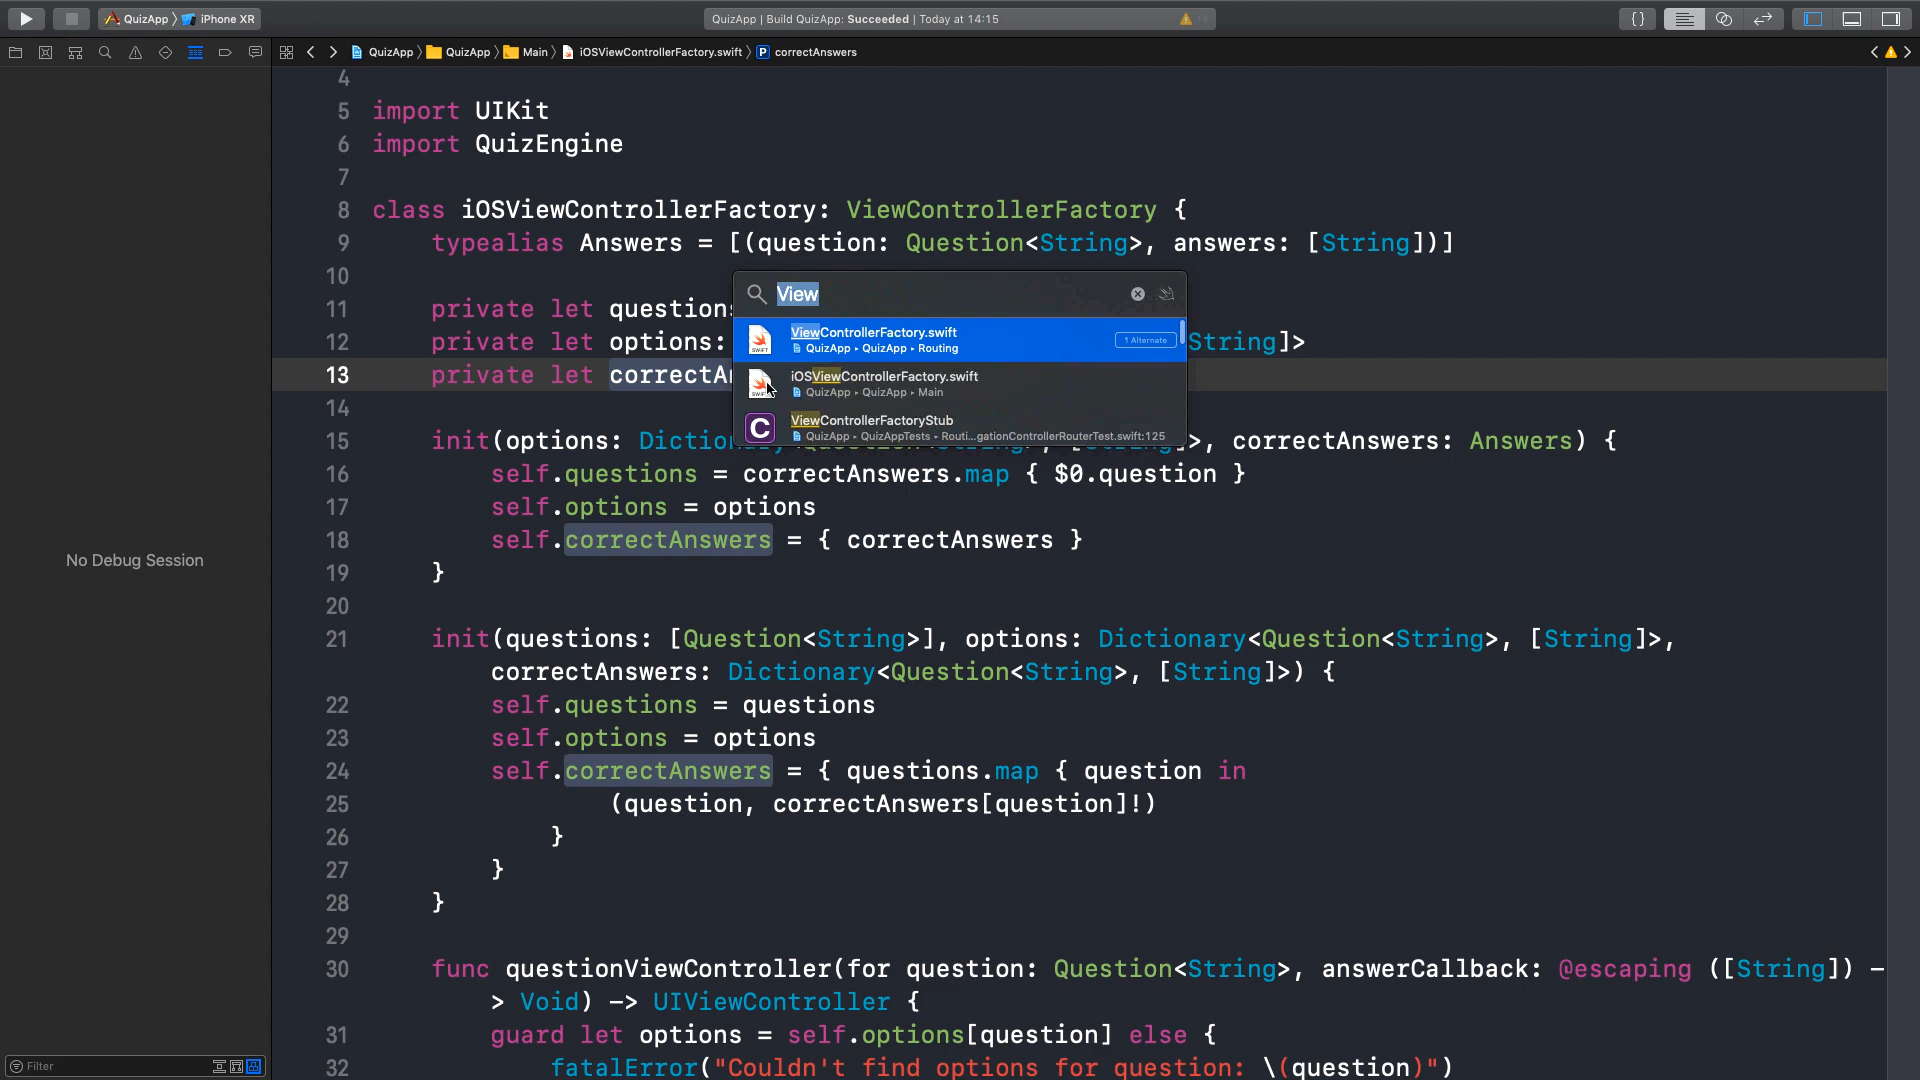 QuizApp 〉 iPhone XR
QuizApp | Build QuizApp: Succeeded | Today at 14:15
QuizApp 〉 QuizApp 〉 Main 〉 iOSViewControllerFactory.swift 〉 P correctAnswers
4
5 import UIKit
6 import QuizEngine
7
8 class iOSViewControllerFactory: ViewControllerFactory {
9 typealias Answers = [(question: Question<String>, answers: [String])]
10
11 private let question
12 private let options: String]>
13 private let correctA
14
15 init(options: Dictio >, correctAnswers: Answers) {
16 self.questions = correctAnswers.map { $0.question }
17 self.options = options
18 self.correctAnswers = { correctAnswers }
19 }
20
21 init(questions: [Question<String>], options: Dictionary<Question<String>, [String]>,
correctAnswers: Dictionary<Question<String>, [String]>) {
22 self.questions = questions
23 self.options = options
24 self.correctAnswers = { questions.map { question in
25 (question, correctAnswers[question]!)
26 }
27 }
28 }
29
30 func questionViewController(for question: Question<String>, answerCallback: @escaping ([String]) -
> Void) -> UIViewController {
31 guard let options = self.options[question] else {
32 fatalError("Couldn't find options for question: \(question)")
View
ViewControllerFactory.swift
QuizApp ▸ QuizApp ▸ Routing
1 Alternate
SWIFT
iOSViewControllerFactory.swift
QuizApp ▸ QuizApp ▸ Main
C
ViewControllerFactoryStub
QuizApp ▸ QuizAppTests ▸ Routi...gationControllerRouterTest.swift:125
No Debug Session
Filter